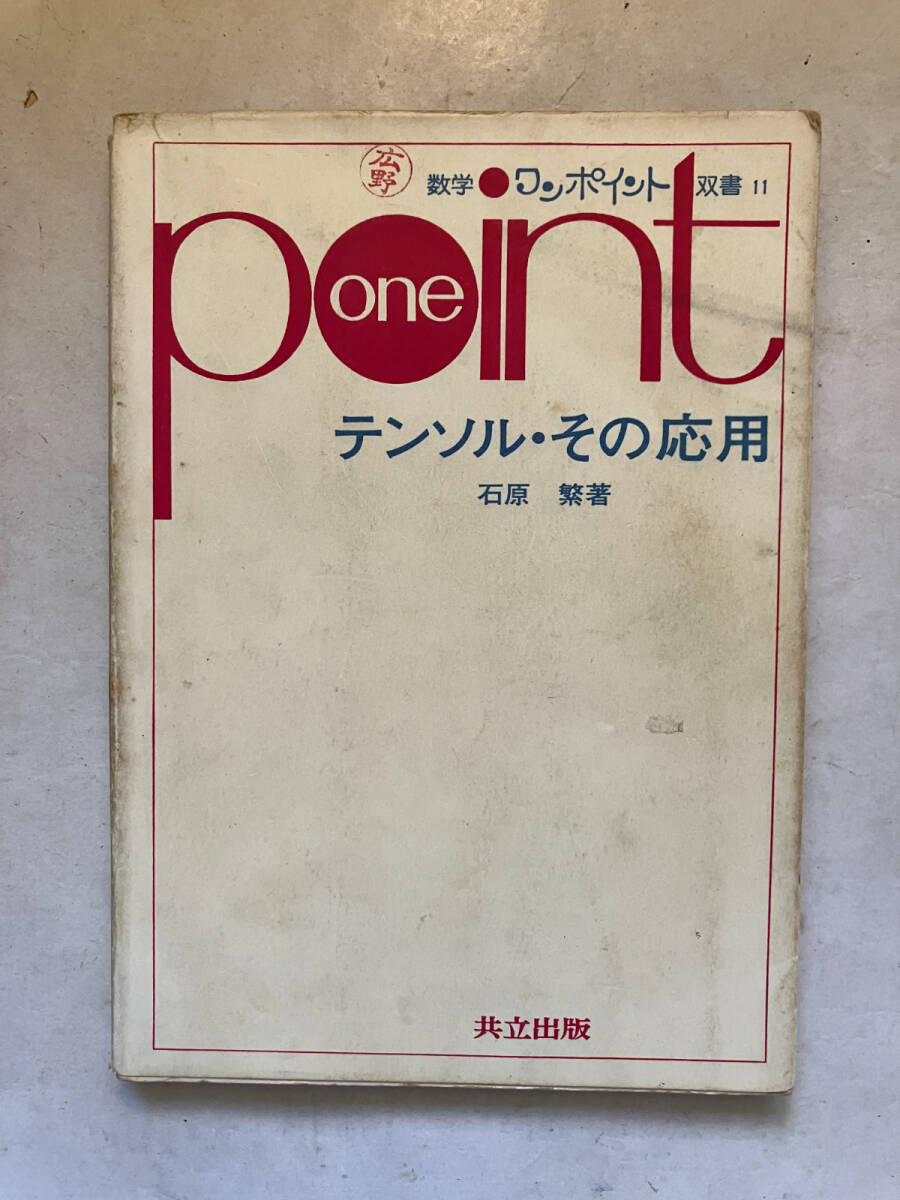 広野
数学●ワンポイント双書 11
point
one
テンソル・その応用
石原 繁著
共立出版